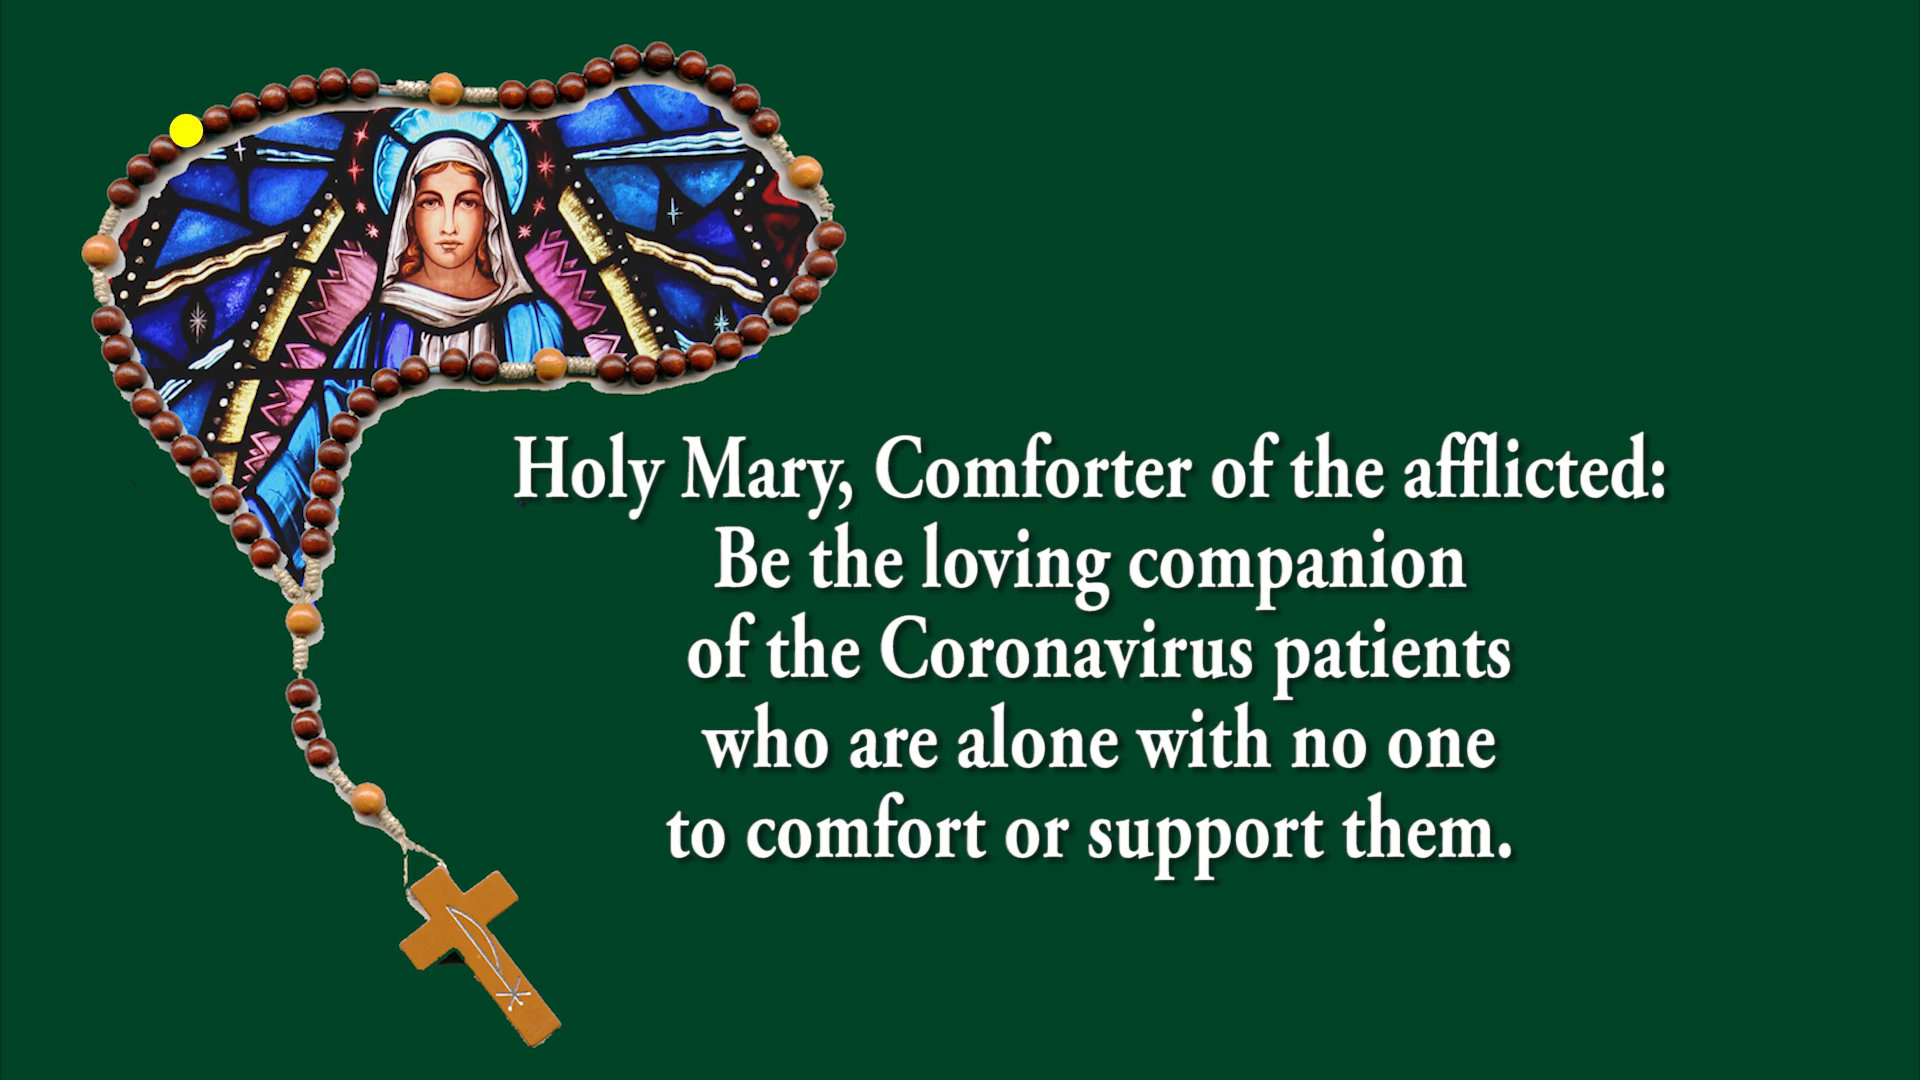 Holy Mary, Comforter of the afflicted:
Be the loving companion
of the Coronavirus patients
who are alone with no one
to comfort or support them.